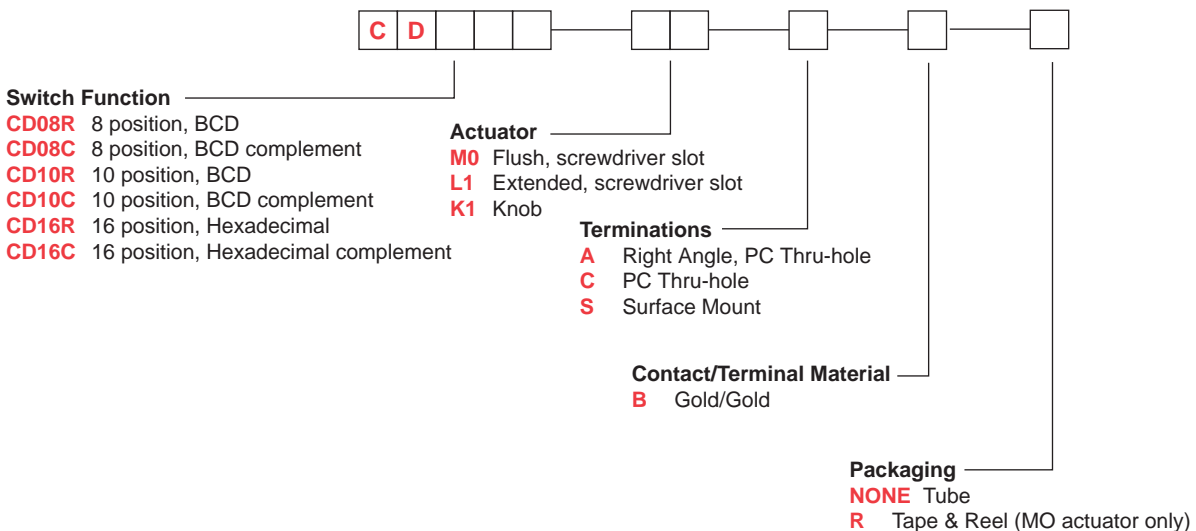 C D
Switch Function
CD08R 8 position, BCD
CD08C 8 position, BCD complement
CD10R 10 position, BCD
CD10C 10 position, BCD complement
CD16R 16 position, Hexadecimal
CD16C 16 position, Hexadecimal complement
Actuator
M0 Flush, screwdriver slot
L1 Extended, screwdriver slot
K1 Knob
Terminations
A Right Angle, PC Thru-hole
C PC Thru-hole
S Surface Mount
Contact/Terminal Material
B Gold/Gold
Packaging
NONE Tube
R Tape & Reel (MO actuator only)